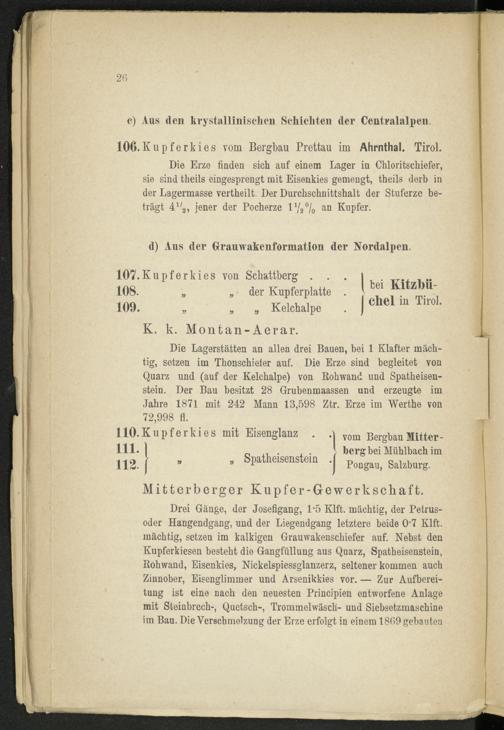 26
c) Aus den krystallinischen Schichten der Centralalpen.
106. Kupferkies vom Bergbau Prettau im Ahrnthal. Tirol.
Die Erze finden sich auf einem Lager in Chloritschiefer,
sie sind theils eingesprengt mit Eisenkies gemengt, theils derb in
der Lagermasse vertheilt. Der Durchschnittshalt der Stuferze be-
trägt 4 1/2, jener der Pocherze 1 1/2 % an Kupfer.
d) Aus der Grauwakenformation der Nordalpen.
107. Kupferkies von Schattberg . . .
108. „ „ der Kupferplatte .
109. „ „ „ Kelchalpe .
bei Kitzbü-
chel in Tirol.
K. k. Montan-Aerar.
Die Lagerstätten an allen drei Bauen, bei 1 Klafter mäch-
tig, setzen im Thonschiefer auf. Die Erze sind begleitet von
Quarz und (auf der Kelchalpe) von Rohwand und Spatheisen-
stein. Der Bau besitzt 28 Grubenmaassen und erzeugte im
Jahre 1871 mit 242 Mann 13,598 Ztr. Erze im Werthe von
72,998 fl.
110. Kupferkies mit Eisenglanz . .
111.
112. „ „ Spatheisenstein .
vom Bergbau Mitter-
berg bei Mühlbach im
Pongau, Salzburg.
Mitterberger Kupfer-Gewerkschaft.
Drei Gänge, der Josefigang, 1·5 Klft. mächtig, der Petrus-
oder Hangendgang, und der Liegendgang letztere beide 0·7 Klft.
mächtig, setzen im kalkigen Grauwakenschiefer auf. Nebst den
Kupferkiesen besteht die Gangfüllung aus Quarz, Spatheisenstein,
Rohwand, Eisenkies, Nickelspiessglanzerz, seltener kommen auch
Zinnober, Eisenglimmer und Arsenikkies vor. — Zur Aufberei-
tung ist eine nach den neuesten Principien entworfene Anlage
mit Steinbrech-, Quetsch-, Trommelwäsch- und Siebsetzmaschine
im Bau. Die Verschmelzung der Erze erfolgt in einem 1869 gebauten